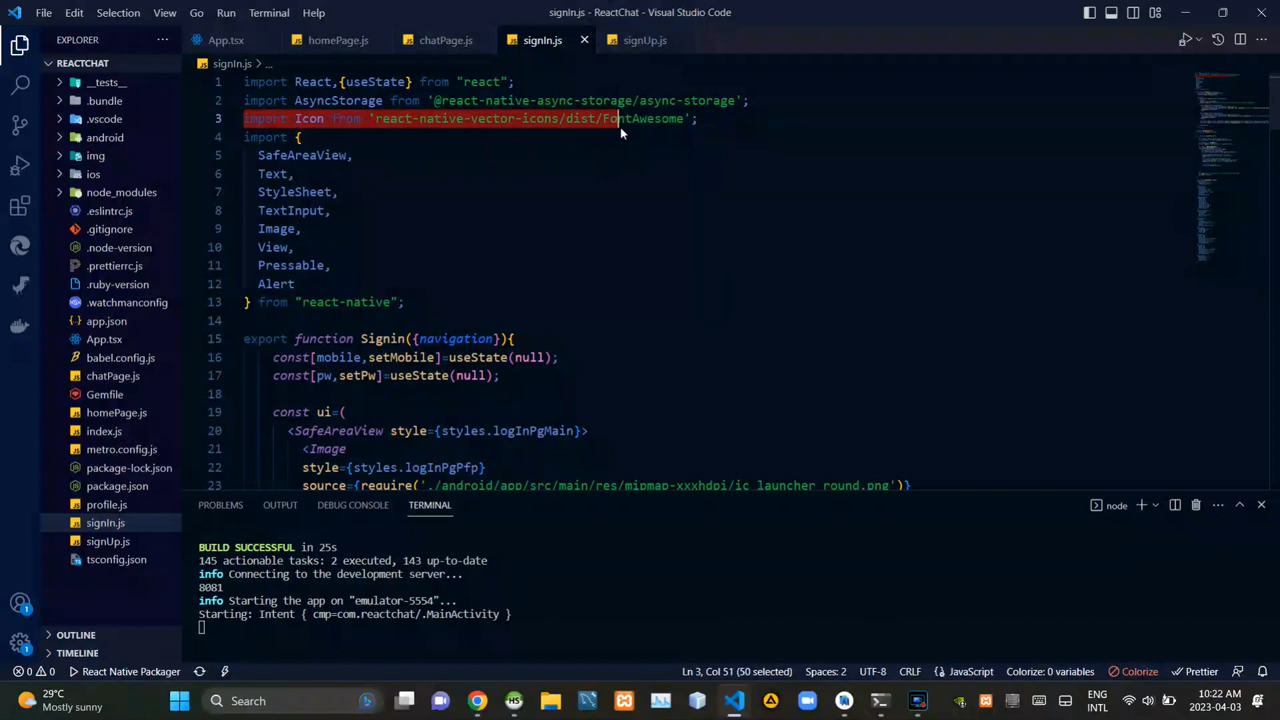 File Edit Selection View Go Run Terminal Help
signIn.js - ReactChat - Visual Studio Code
EXPLORER
App.tsx homePage.js chatPage.js signIn.js signUp.js
REACTCHAT
__tests__
.bundle
.vscode
android
img
ios
node_modules
.eslintrc.js
.gitignore
.node-version
.prettierrc.js
.ruby-version
.watchmanconfig
app.json
App.tsx
babel.config.js
chatPage.js
Gemfile
homePage.js
index.js
metro.config.js
package-lock.json
package.json
profile.js
signIn.js
signUp.js
tsconfig.json
OUTLINE
TIMELINE
signIn.js > ...
1 import React,{useState} from "react";
2 import AsyncStorage from '@react-native-async-storage/async-storage';
3 import Icon from 'react-native-vector-icons/dist/FontAwesome';
4 import {
5 SafeAreaView,
6 Text,
7 StyleSheet,
8 TextInput,
9 Image,
10 View,
11 Pressable,
12 Alert
13 } from "react-native";
14
15 export function Signin({navigation}){
16 const[mobile,setMobile]=useState(null);
17 const[pw,setPw]=useState(null);
18
19 const ui=(
20 <SafeAreaView style={styles.logInPgMain}>
21 <Image
22 style={styles.logInPgPfp}
23 source={require('./android/app/src/main/res/mipmap-xxxhdpi/ic_launcher_round.png')}
PROBLEMS OUTPUT DEBUG CONSOLE TERMINAL
node
BUILD SUCCESSFUL in 25s
145 actionable tasks: 2 executed, 143 up-to-date
info Connecting to the development server...
8081
info Starting the app on "emulator-5554"...
Starting: Intent { cmp=com.reactchat/.MainActivity }
1
1
0 0 React Native Packager
Ln 3, Col 51 (50 selected) Spaces: 2 UTF-8 CRLF JavaScript Colorize: 0 variables Colorize Prettier
29°C
Mostly sunny
Search
ENG
INTL
10:22 AM
2023-04-03